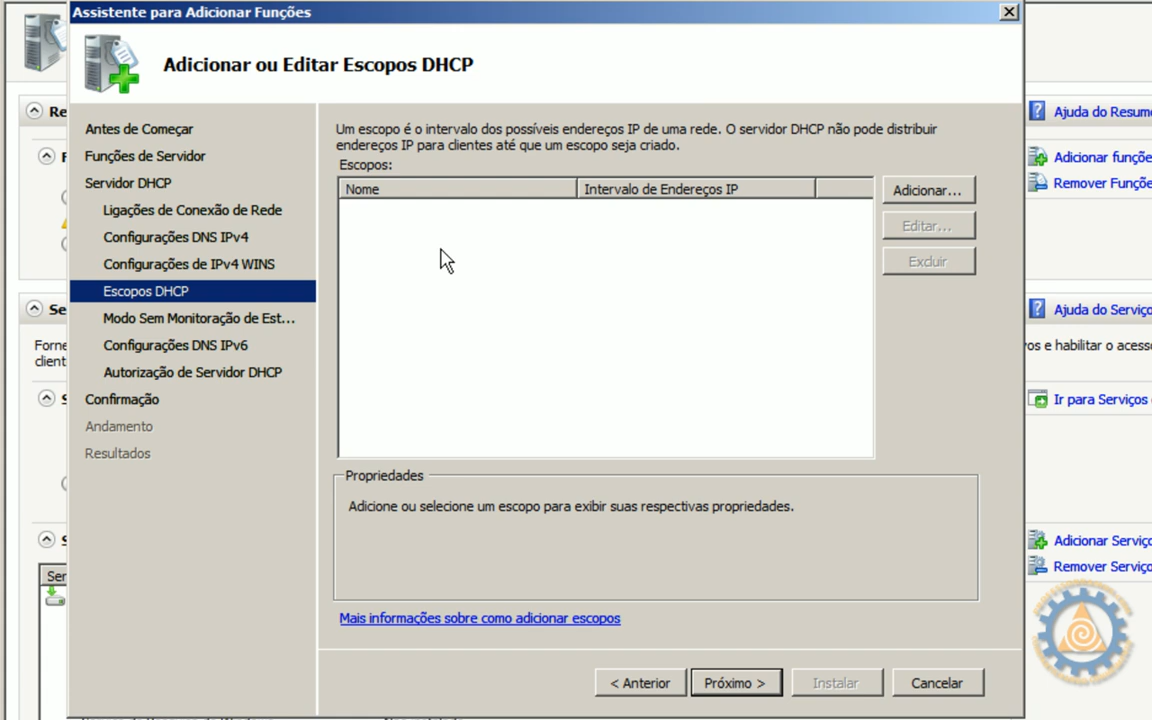 Assistente para Adicionar Funções
Adicionar ou Editar Escopos DHCP
Antes de Começar
Funções de Servidor
Servidor DHCP
Ligações de Conexão de Rede
Configurações DNS IPv4
Configurações de IPv4 WINS
Escopos DHCP
Modo Sem Monitoração de Est...
Configurações DNS IPv6
Autorização de Servidor DHCP
Confirmação
Andamento
Resultados
Um escopo é o intervalo dos possíveis endereços IP de uma rede. O servidor DHCP não pode distribuir
endereços IP para clientes até que um escopo seja criado.
Escopos:
Nome
Intervalo de Endereços IP
Adicionar...
Editar...
Excluir
Propriedades
Adicione ou selecione um escopo para exibir suas respectivas propriedades.
Mais informações sobre como adicionar escopos
< Anterior
Próximo >
Instalar
Cancelar
Re
Se
Forne
client
Ser
Ajuda do Resum
Adicionar funçõe
Remover Funçõe
Ajuda do Serviço
os e habilitar o acess
Ir para Serviços
Adicionar Serviço
Remover Serviço